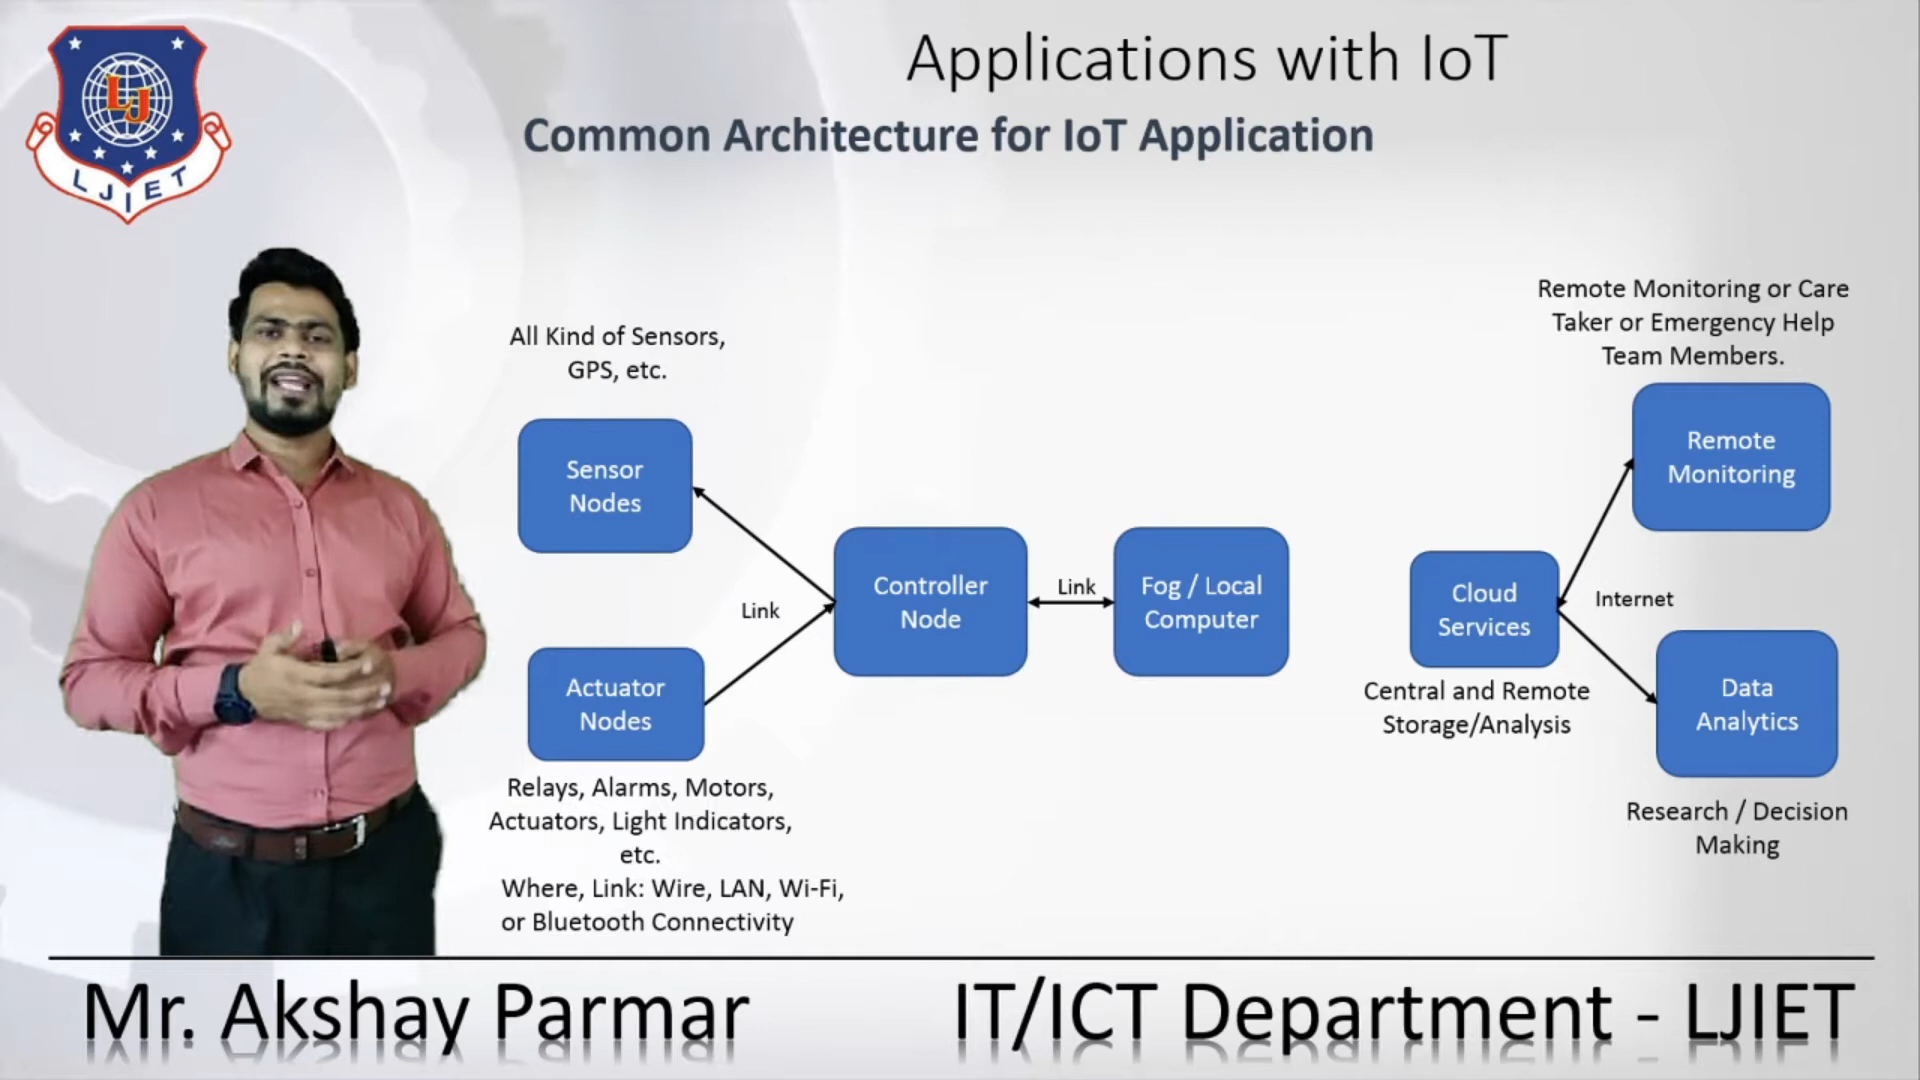 LJ
LJIET
Applications with IoT
Common Architecture for IoT Application
All Kind of Sensors,
GPS, etc.
Sensor
Nodes
Link
Actuator
Nodes
Relays, Alarms, Motors,
Actuators, Light Indicators,
etc.
Where, Link: Wire, LAN, Wi-Fi,
or Bluetooth Connectivity
Controller
Node
Link
Fog / Local
Computer
Cloud
Services
Central and Remote
Storage/Analysis
Internet
Remote Monitoring or Care
Taker or Emergency Help
Team Members.
Remote
Monitoring
Data
Analytics
Research / Decision
Making
Mr. Akshay Parmar
IT/ICT Department - LJIET